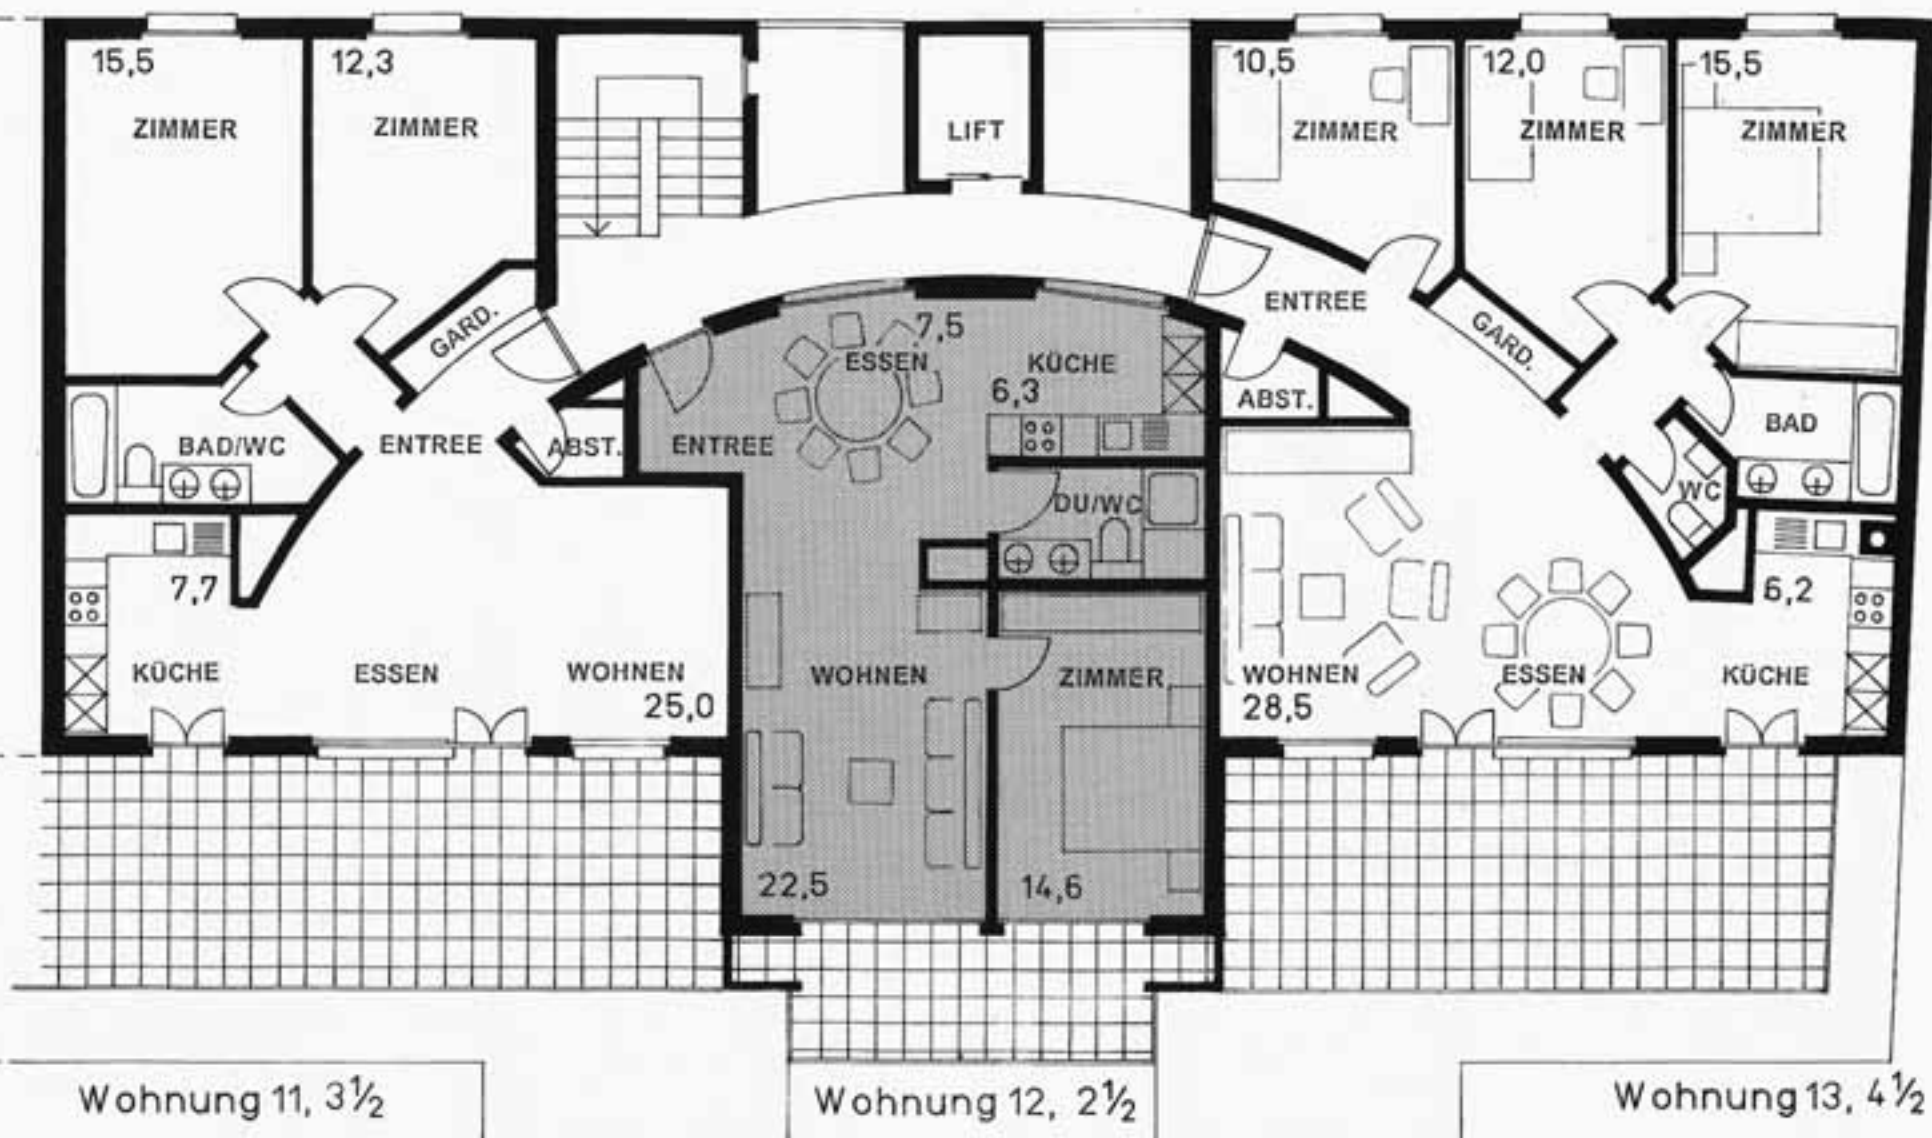 15,5
ZIMMER
12,3
ZIMMER
GARD.
BAD/WC
ENTREE
ABST.
7,7
KÜCHE
ESSEN
WOHNEN
25,0
LIFT
7,5
ESSEN
KÜCHE
6,3
ENTREE
DU/WC
WOHNEN
ZIMMER
22,5
14,6
10,5
ZIMMER
12,0
ZIMMER
15,5
ZIMMER
ENTREE
GARD.
ABST.
BAD
WC
6,2
WOHNEN
28,5
ESSEN
KÜCHE
Wohnung 11, 3½
Wohnung 12, 2½
Wohnung 13, 4½